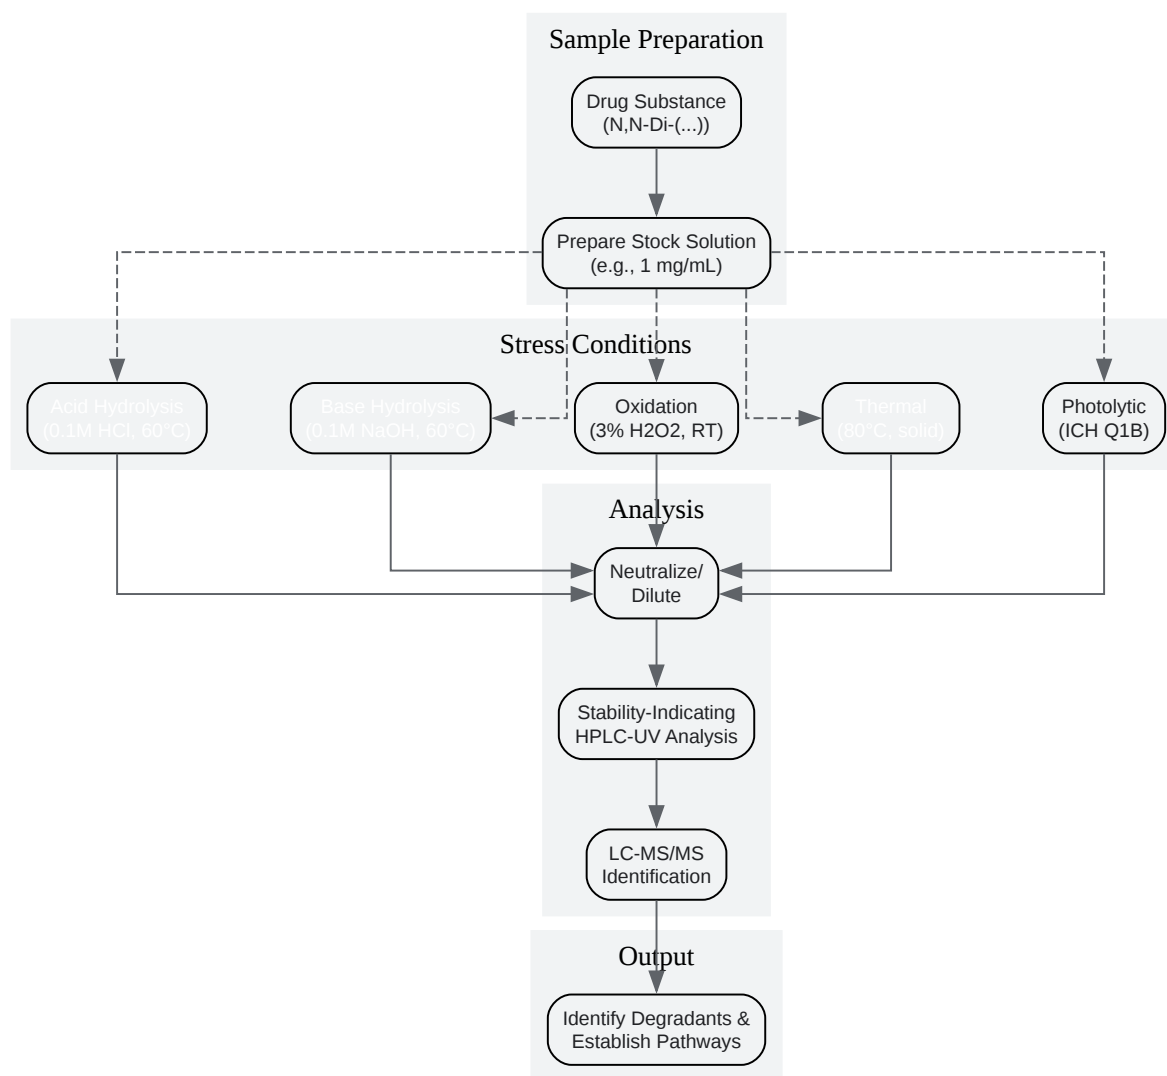 Sample Preparation
Drug Substance
(N,N-Di-(...))
Prepare Stock Solution
(e.g., 1 mg/mL)
Stress Conditions
Acid Hydrolysis
(0.1M HCl, 60°C)
Base Hydrolysis
(0.1M NaOH, 60°C)
Oxidation
(3% H2O2, RT)
Thermal
(80°C, solid)
Photolytic
(ICH Q1B)
Analysis
Neutralize/
Dilute
Stability-Indicating
HPLC-UV Analysis
LC-MS/MS
Identification
Output
Identify Degradants &
Establish Pathways